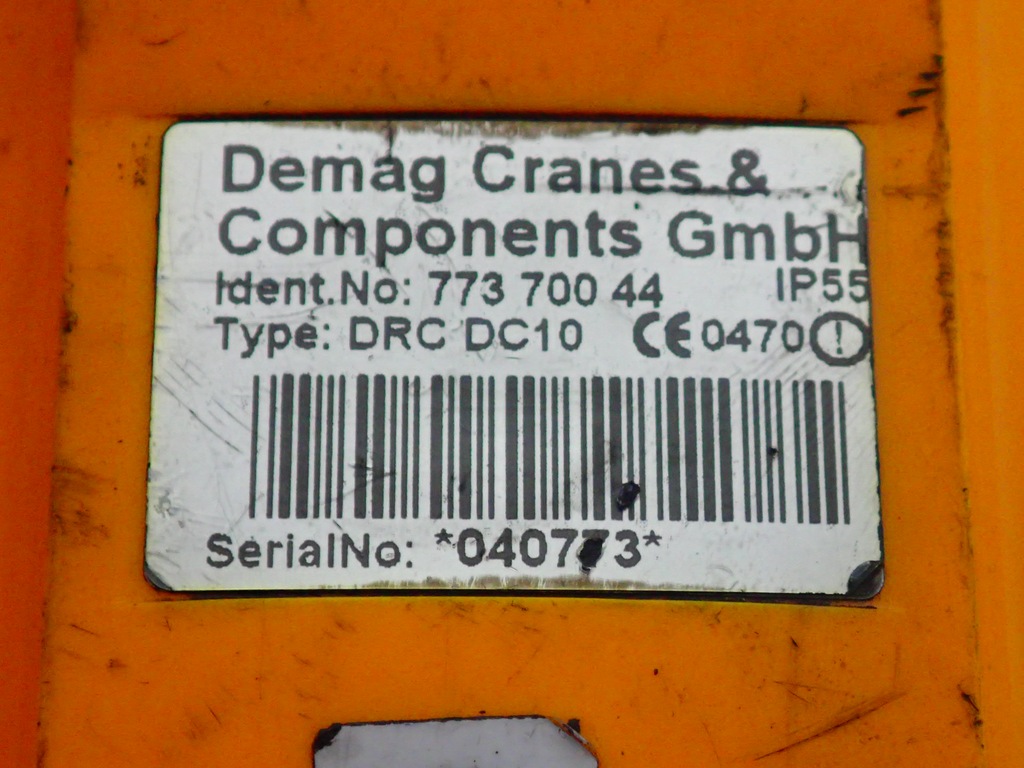 Demag Cranes &
Components GmbH
Ident.No: 773 700 44 IP55
Type: DRC DC10 CE 0470
SerialNo: *040773*